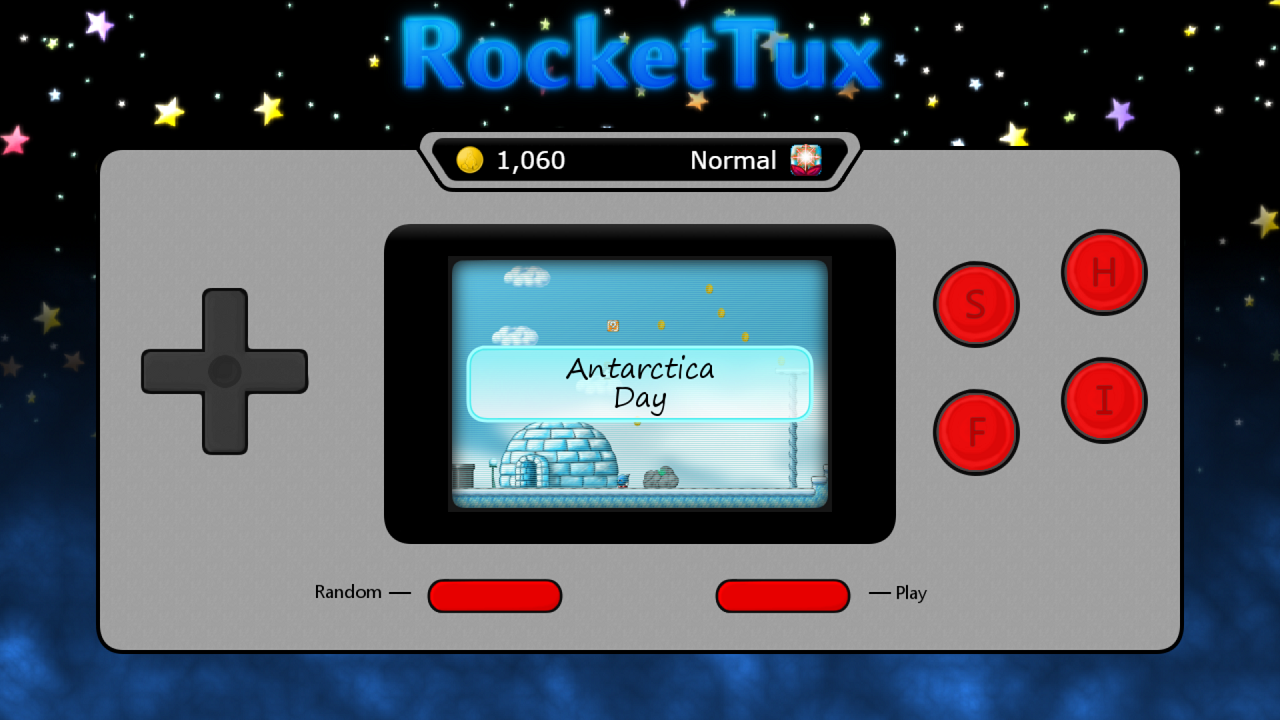 RocketTux
1,060 Normal
Antarctica
Day
S
H
F
I
Random
Play